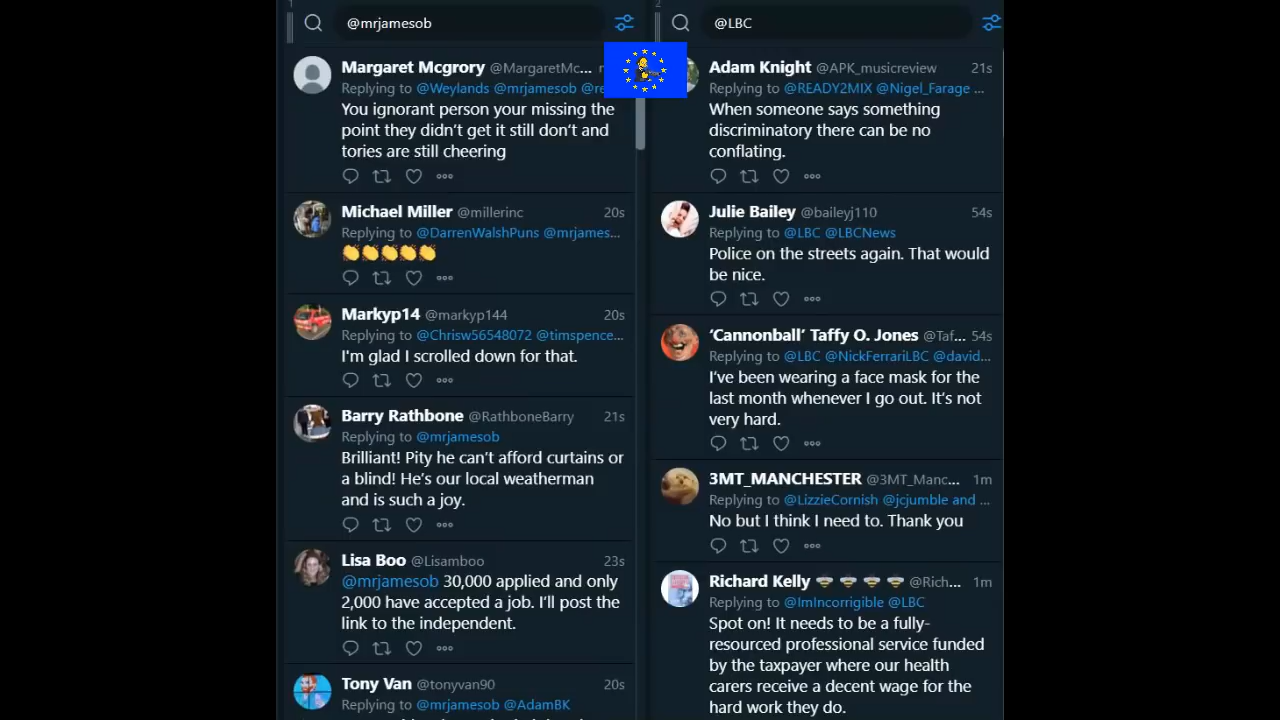 1
@mrjamesob
Margaret Mcgrory @MargaretMc...
Replying to @Weylands @mrjamesob
You ignorant person your missing the
point they didn't get it still don't and
tories are still cheering
Michael Miller @millerinc 20s
Replying to @DarrenWalshPuns @mrjames...
👏👏👏👏👏
Markyp14 @markyp144 20s
Replying to @Chrisw56548072 @timspence...
I'm glad I scrolled down for that.
Barry Rathbone @RathboneBarry 21s
Replying to @mrjamesob
Brilliant! Pity he can't afford curtains or
a blind! He's our local weatherman
and is such a joy.
Lisa Boo @Lisamboo 23s
@mrjamesob 30,000 applied and only
2,000 have accepted a job. I'll post the
link to the independent.
Tony Van @tonyvan90 20s
Replying to @mrjamesob @AdamBK
2
@LBC
Adam Knight @APK_musicreview 21s
Replying to @READY2MIX @Nigel_Farage ...
When someone says something
discriminatory there can be no
conflating.
Julie Bailey @baileyj110 54s
Replying to @LBC @LBCNews
Police on the streets again. That would
be nice.
‘Cannonball’ Taffy O. Jones @Taf... 54s
Replying to @LBC @NickFerrariLBC @david...
I've been wearing a face mask for the
last month whenever I go out. It's not
very hard.
3MT_MANCHESTER @3MT_Manc... 1m
Replying to @LizzieCornish @jcjumble and ...
No but I think I need to. Thank you
Richard Kelly 🐝 🐝 🐝 🐝 @Rich... 1m
Replying to @ImIncorrigible @LBC
Spot on! It needs to be a fully-
resourced professional service funded
by the taxpayer where our health
carers receive a decent wage for the
hard work they do.